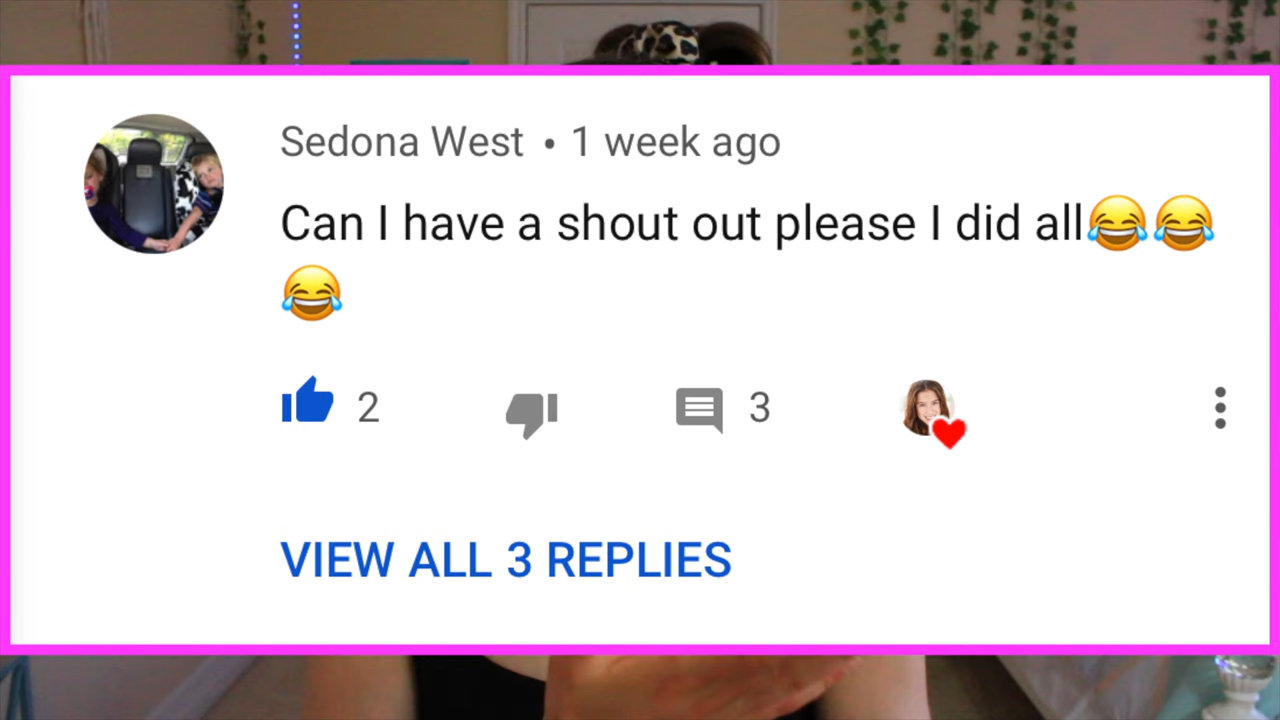 Sedona West • 1 week ago
Can I have a shout out please I did all😂😂
😂
2 3
VIEW ALL 3 REPLIES